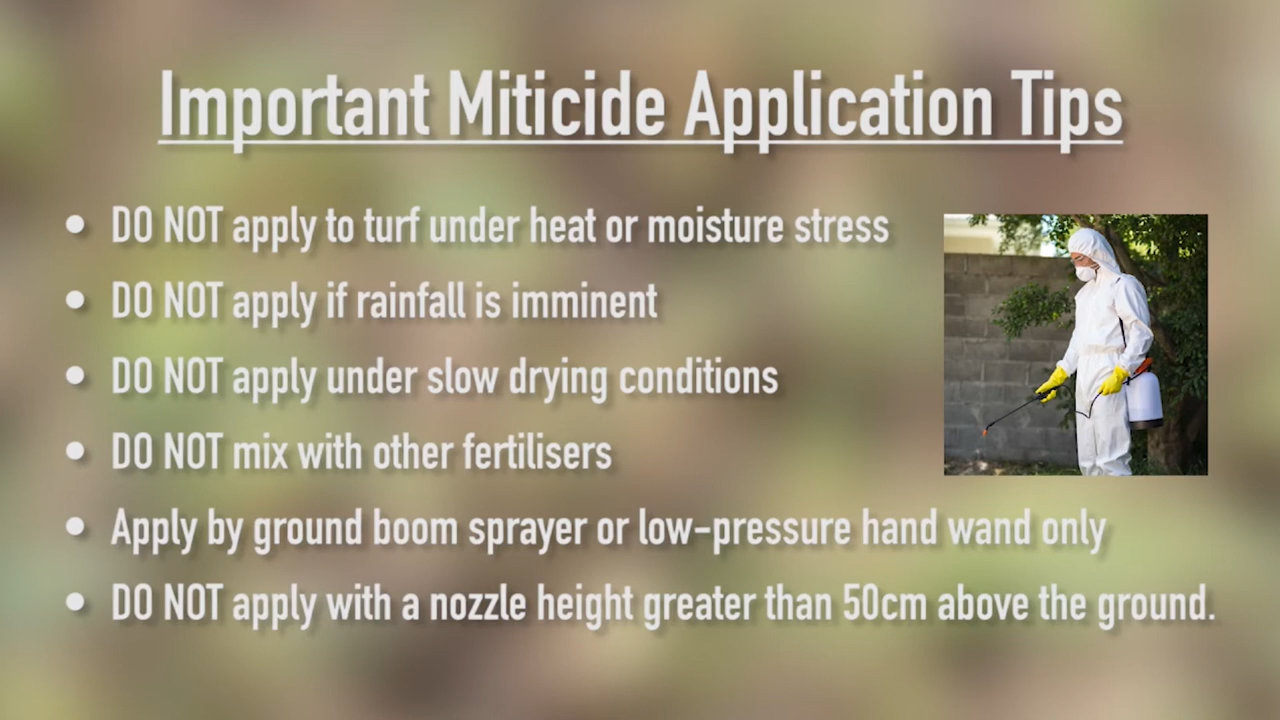 Important Miticide Application Tips
• DO NOT apply to turf under heat or moisture stress
• DO NOT apply if rainfall is imminent
• DO NOT apply under slow drying conditions
• DO NOT mix with other fertilisers
• Apply by ground boom sprayer or low-pressure hand wand only
• DO NOT apply with a nozzle height greater than 50cm above the ground.